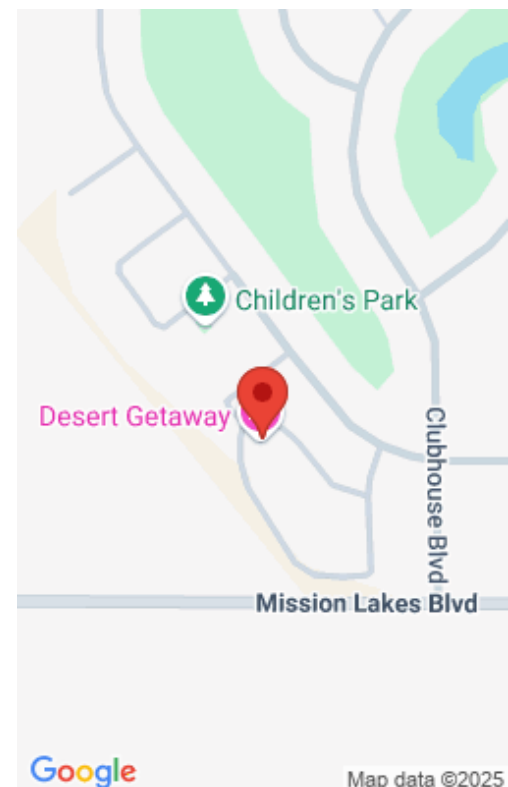 Children's Park
Desert Getaway
Clubhouse Blvd
Mission Lakes Blvd
Google
Map data ©2025